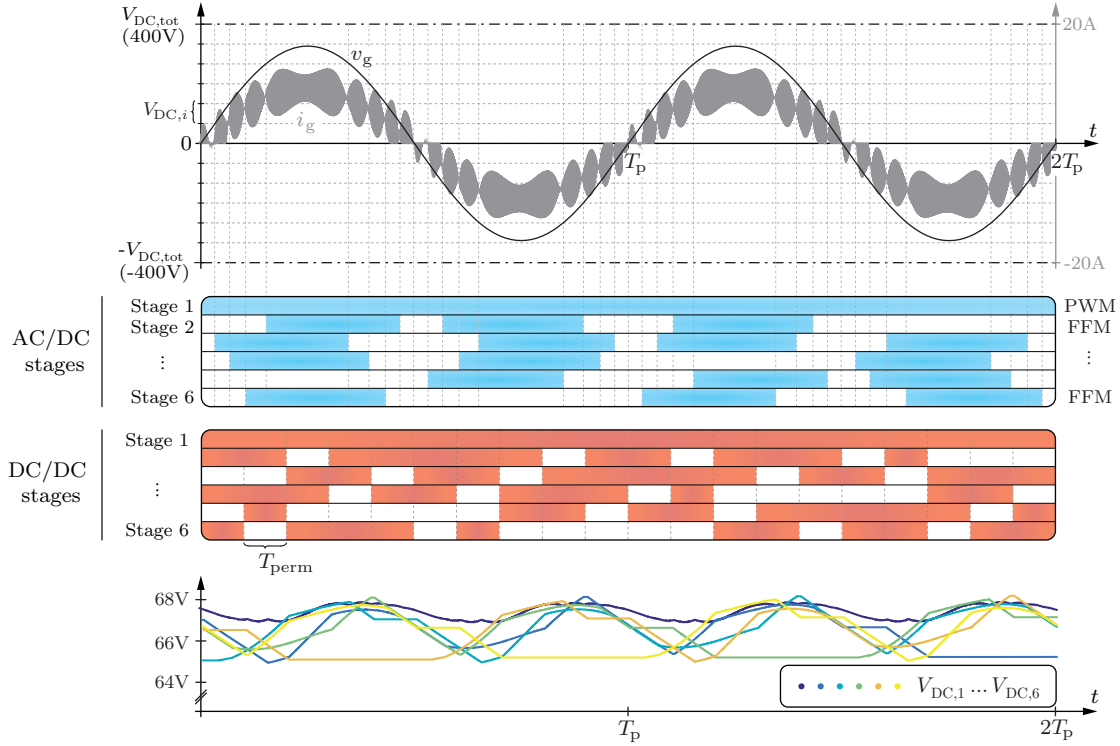 V_DC,tot
(400V)
20A
v_g
V_DC,i
i_g
t
0
T_p
2T_p
-V_DC,tot
(-400V)
-20A
AC/DC
stages
Stage 1
PWM
Stage 2
FFM
⋮
⋮
Stage 6
FFM
DC/DC
stages
Stage 1
⋮
Stage 6
T_perm
68V
66V
64V
V_DC,1 ... V_DC,6
t
T_p
2T_p